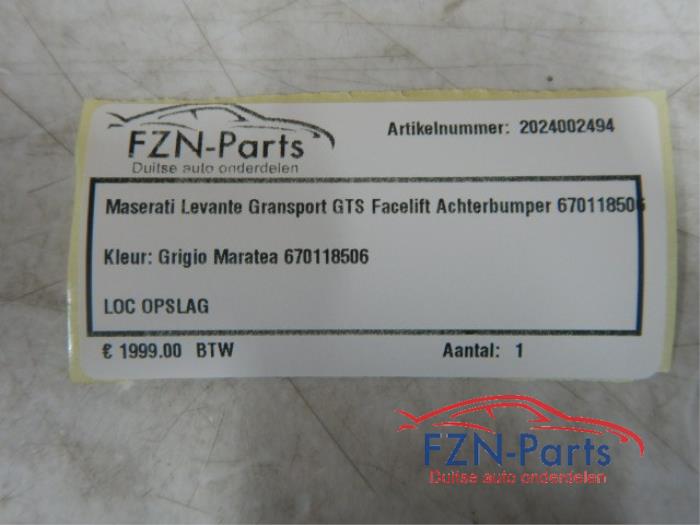 FZN-Parts
Duitse auto onderdelen
Artikelnummer: 2024002494
Maserati Levante Gransport GTS Facelift Achterbumper 670118506
Kleur: Grigio Maratea 670118506
LOC OPSLAG
€ 1999.00 BTW
Aantal: 1
FZN-Parts
Duitse auto onderdelen